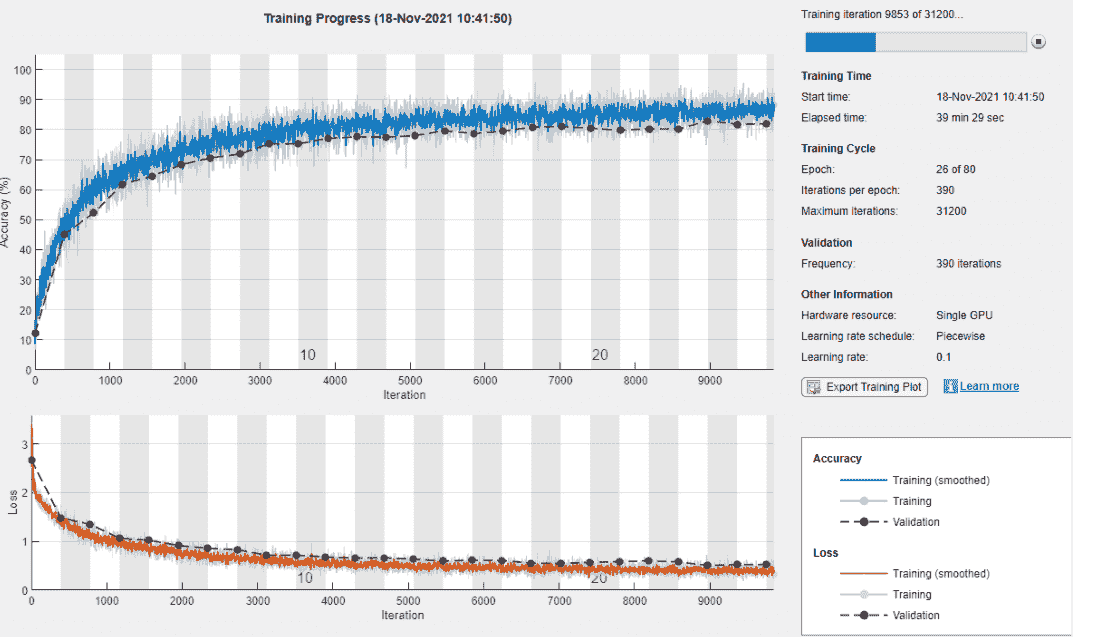 Training Progress (18-Nov-2021 10:41:50)
Accuracy (%)
100
90
80
70
60
50
40
30
20
10
0
10
20
0
1000
2000
3000
4000
5000
6000
7000
8000
9000
Iteration
Loss
3
2
1
0
10
20
0
1000
2000
3000
4000
5000
6000
7000
8000
9000
Iteration
Training iteration 9853 of 31200...
Training Time
Start time: 18-Nov-2021 10:41:50
Elapsed time: 39 min 29 sec
Training Cycle
Epoch: 26 of 80
Iterations per epoch: 390
Maximum iterations: 31200
Validation
Frequency: 390 iterations
Other Information
Hardware resource: Single GPU
Learning rate schedule: Piecewise
Learning rate: 0.1
Export Training Plot Learn more
Accuracy
Training (smoothed)
Training
Validation
Loss
Training (smoothed)
Training
Validation